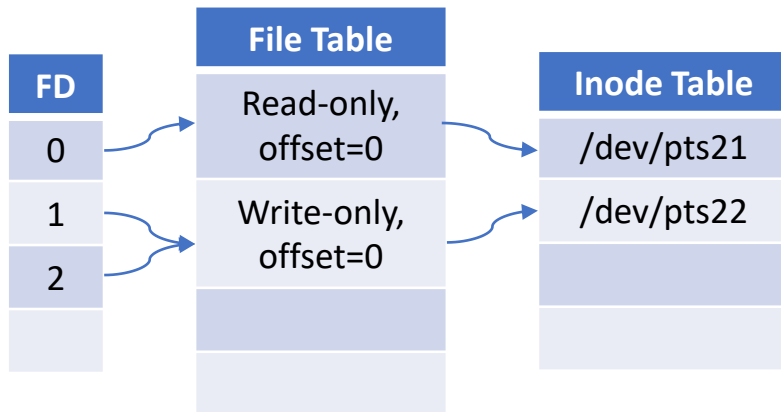 FD
0
1
2
File Table
Read-only,
offset=0
Write-only,
offset=0
Inode Table
/dev/pts21
/dev/pts22